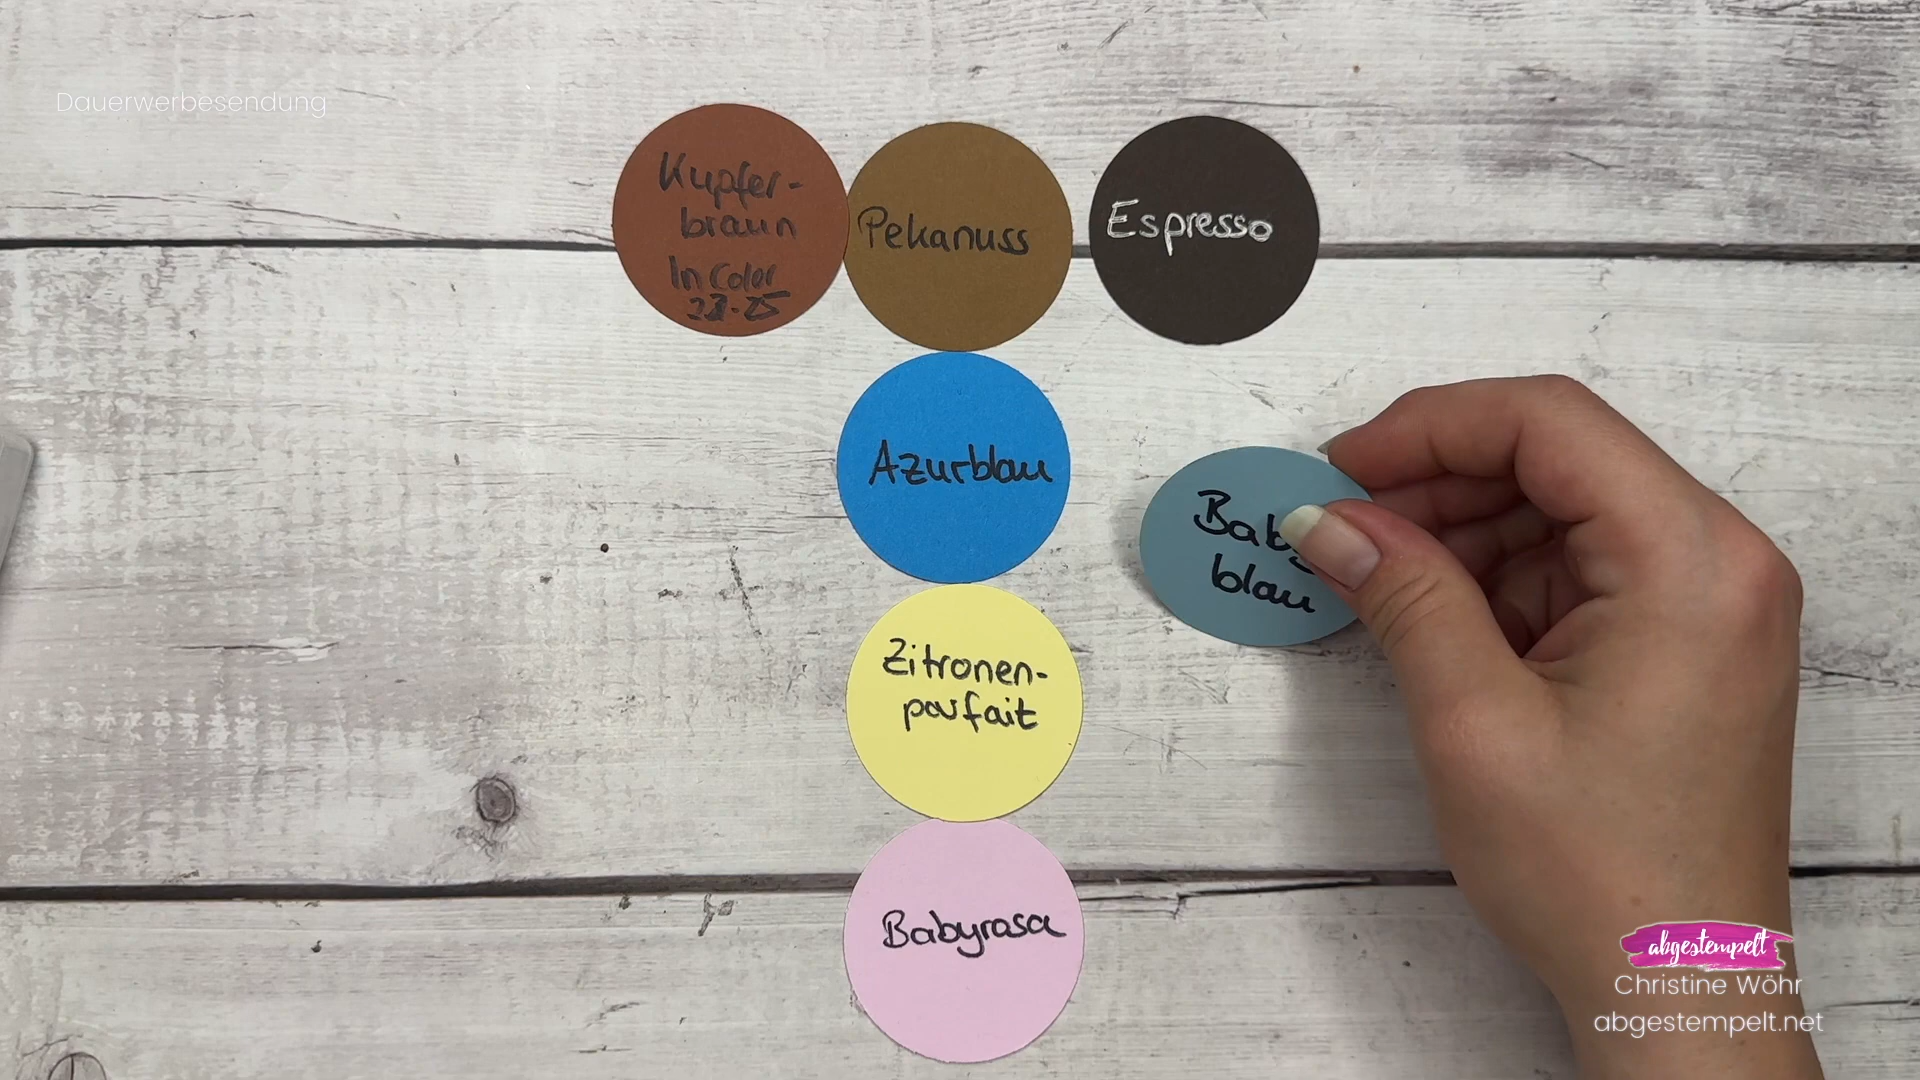 Dauerwerbesendung
Kupfer-
braun
In Color
23-25
Pekanuss
Espresso
Azurblau
Baby
blau
Zitronen-
parfait
Babyrosa
abgestempelt
Christine Wöhr
abgestempelt.net